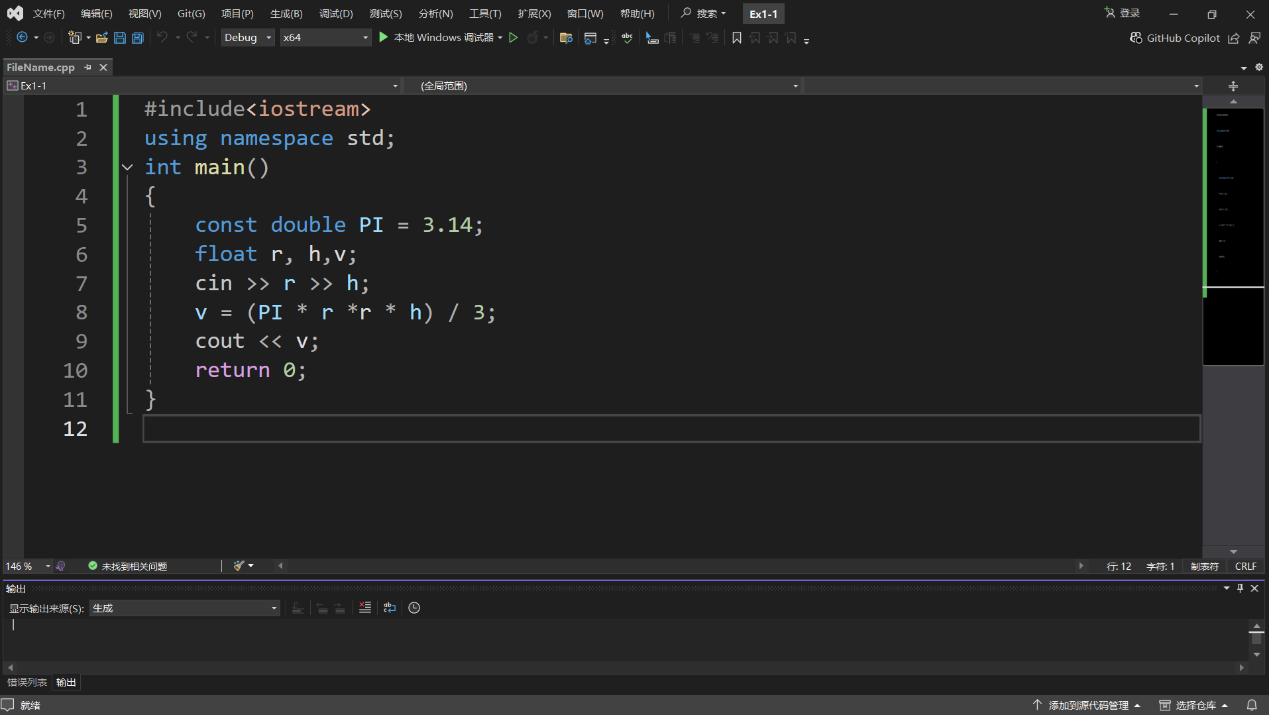 文件(F) 编辑(E) 视图(V) Git(G) 项目(P) 生成(B) 调试(D) 测试(S) 分析(N) 工具(T) 扩展(X) 窗口(W) 帮助(H) 搜索 Ex1-1 登录
Debug x64 本地 Windows 调试器 GitHub Copilot
FileName.cpp
Ex1-1 (全局范围)
1 #include<iostream>
2 using namespace std;
3 int main()
4 {
5 const double PI = 3.14;
6 float r, h,v;
7 cin >> r >> h;
8 v = (PI * r *r * h) / 3;
9 cout << v;
10 return 0;
11 }
12
146 % 未找到相关问题 行: 12 字符: 1 制表符 CRLF
输出
显示输出来源(S): 生成
错误列表 输出
就绪 添加到源代码管理 选择仓库